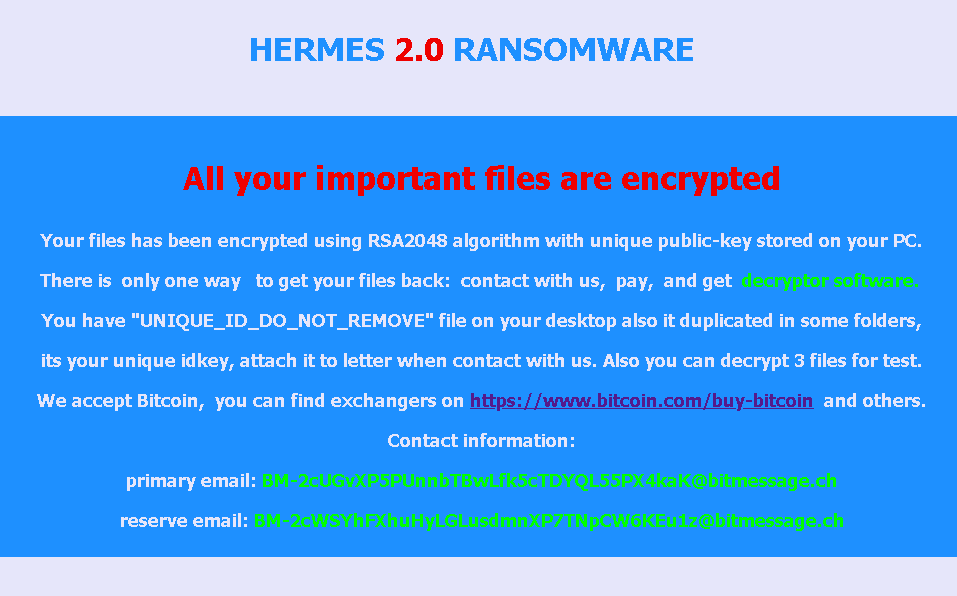 HERMES 2.0 RANSOMWARE
All your important files are encrypted
Your files has been encrypted using RSA2048 algorithm with unique public-key stored on your PC.
There is only one way to get your files back: contact with us, pay, and get decryptor software.
You have "UNIQUE_ID_DO_NOT_REMOVE" file on your desktop also it duplicated in some folders,
its your unique idkey, attach it to letter when contact with us. Also you can decrypt 3 files for test.
We accept Bitcoin, you can find exchangers on https://www.bitcoin.com/buy-bitcoin and others.
Contact information:
primary email: BM-2cUGvXP5PUnnbTBwLfk5cTDYQL55PX4kaK@bitmessage.ch
reserve email: BM-2cWSYhFXhuHyLGLusdmnXP7TNpCW6KEu1z@bitmessage.ch